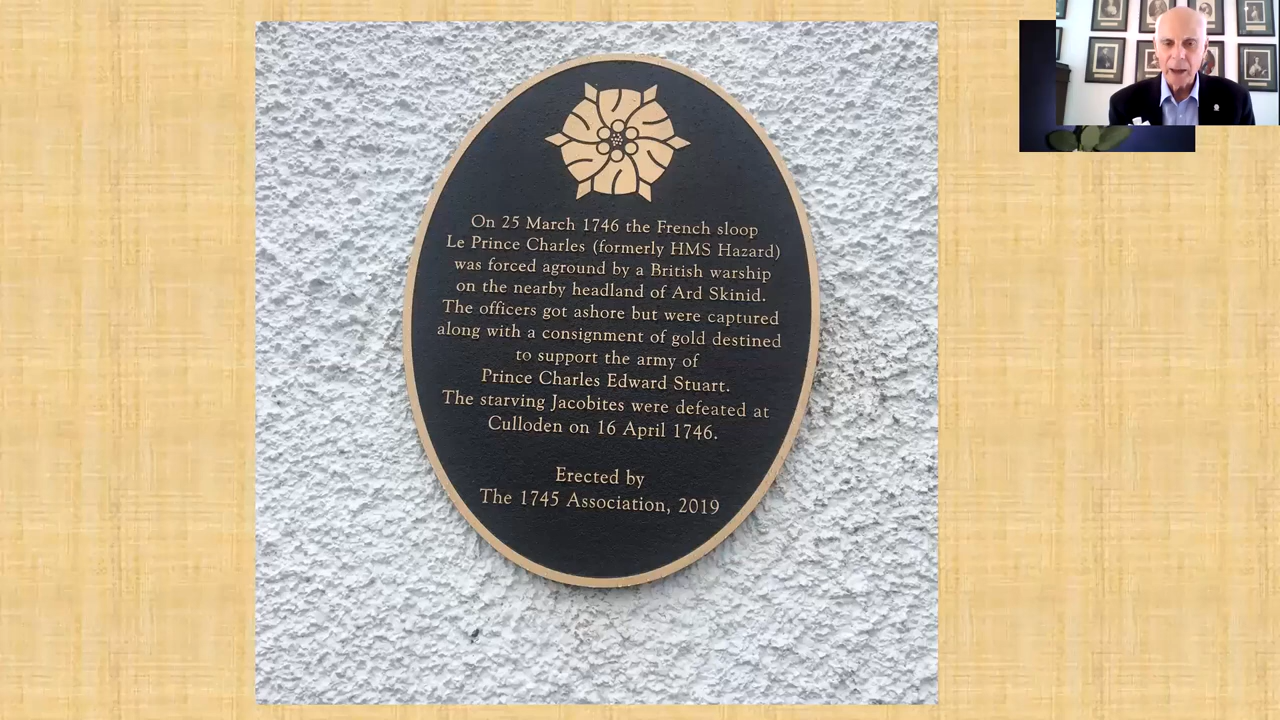 On 25 March 1746 the French sloop
Le Prince Charles (formerly HMS Hazard)
was forced aground by a British warship
on the nearby headland of Ard Skinid.
The officers got ashore but were captured
along with a consignment of gold destined
to support the army of
Prince Charles Edward Stuart.
The starving Jacobites were defeated at
Culloden on 16 April 1746.
Erected by
The 1745 Association, 2019